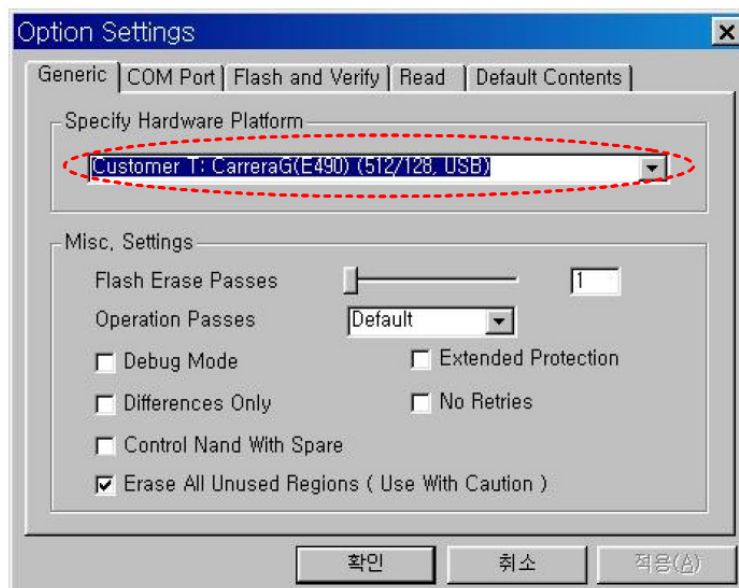 Option Settings
Generic COM Port Flash and Verify Read Default Contents
Specify Hardware Platform
Customer T: CarreraG(E490) (512/128, USB)
Misc, Settings
Flash Erase Passes 1
Operation Passes Default
Debug Mode Extended Protection
Differences Only No Retries
Control Nand With Spare
Erase All Unused Regions ( Use With Caution )
확인 취소 적용(A)